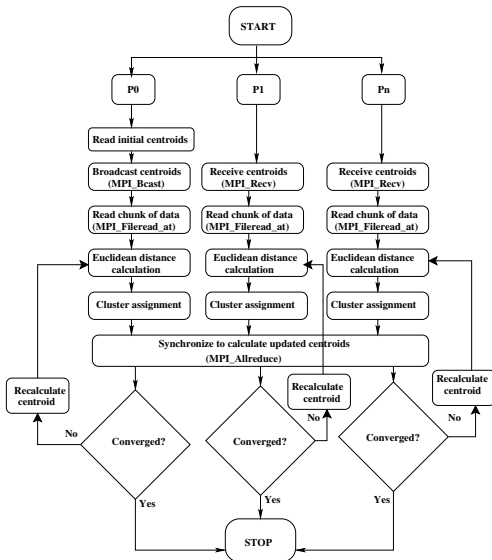 START
P0
P1
Pn
Read initial centroids
Broadcast centroids
(MPI_Bcast)
Receive centroids
(MPI_Recv)
Receive centroids
(MPI_Recv)
Read chunk of data
(MPI_Fileread_at)
Read chunk of data
(MPI_Fileread_at)
Read chunk of data
(MPI_Fileread_at)
Euclidean distance
calculation
Euclidean distance
calculation
Euclidean distance
calculation
Cluster assignment
Cluster assignment
Cluster assignment
Synchronize to calculate updated centroids
(MPI_Allreduce)
Recalculate
centroid
Recalculate
centroid
Recalculate
centroid
No
No
No
Converged?
Converged?
Converged?
Yes
Yes
Yes
STOP